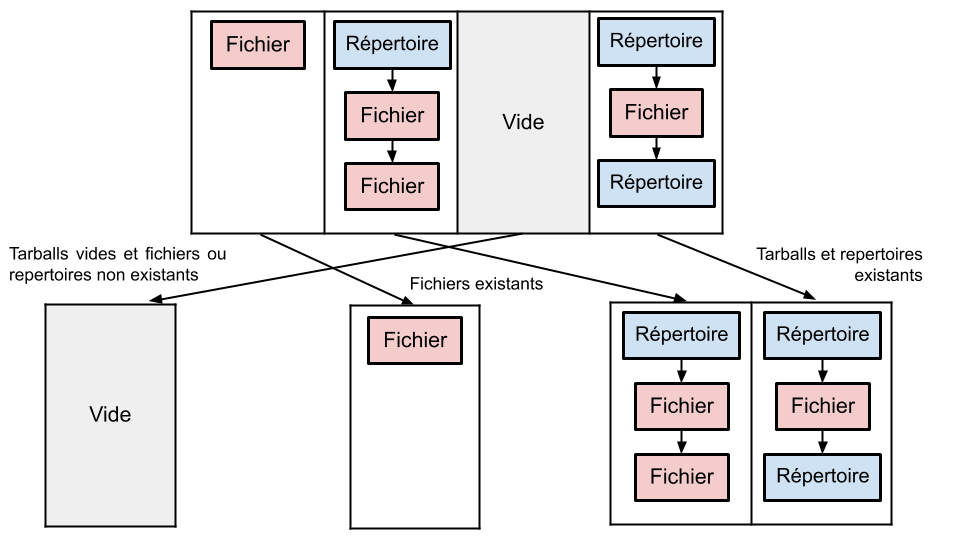 Fichier
Répertoire
Fichier
Fichier
Vide
Répertoire
Fichier
Répertoire
Tarballs vides et fichiers ou
repertoires non existants
Fichiers existants
Tarballs et repertoires
existants
Vide
Fichier
Répertoire
Fichier
Fichier
Répertoire
Fichier
Répertoire